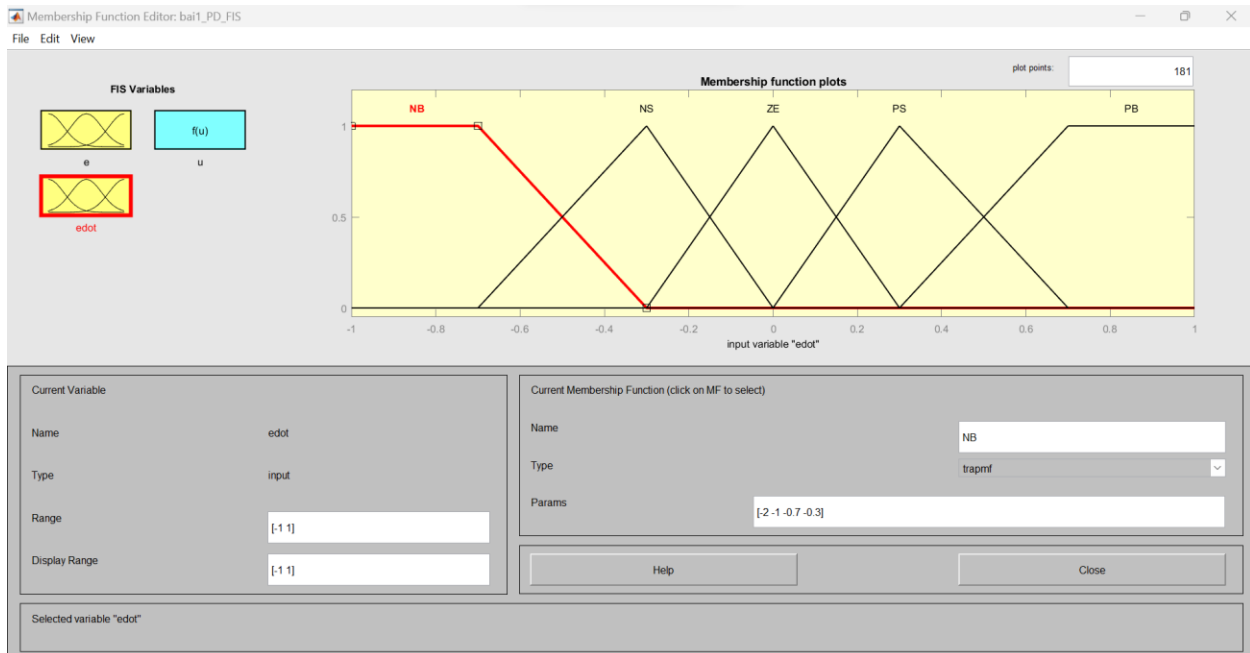 Membership Function Editor: bai1_PD_FIS
File Edit View
FIS Variables
f(u)
e
u
edot
plot points:
181
Membership function plots
NB
NS
ZE
PS
PB
1
0.5
0
-1
-0.8
-0.6
-0.4
-0.2
0
0.2
0.4
0.6
0.8
1
input variable "edot"
Current Variable
Name
edot
Type
input
Range
[-1 1]
Display Range
[-1 1]
Current Membership Function (click on MF to select)
Name
NB
Type
trapmf
Params
[-2 -1 -0.7 -0.3]
Help
Close
Selected variable "edot"